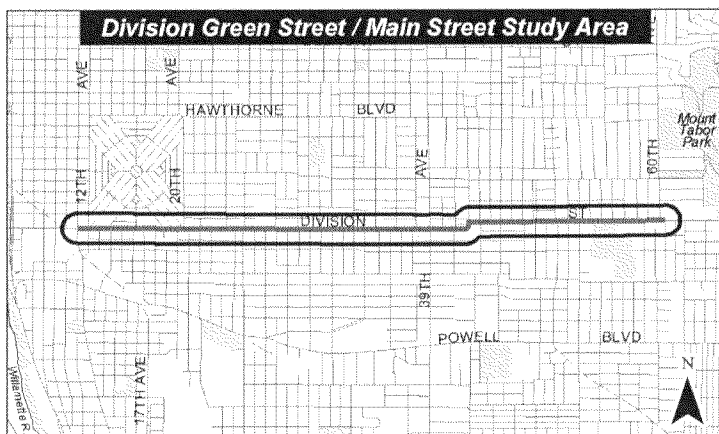 Division Green Street / Main Street Study Area
AVE
AVE
HAWTHORNE BLVD
Mount
Tabor
Park
12TH
20TH
AVE
60TH
DIVISION
ST
39TH
POWELL BLVD
17TH AVE
N
Willamette R